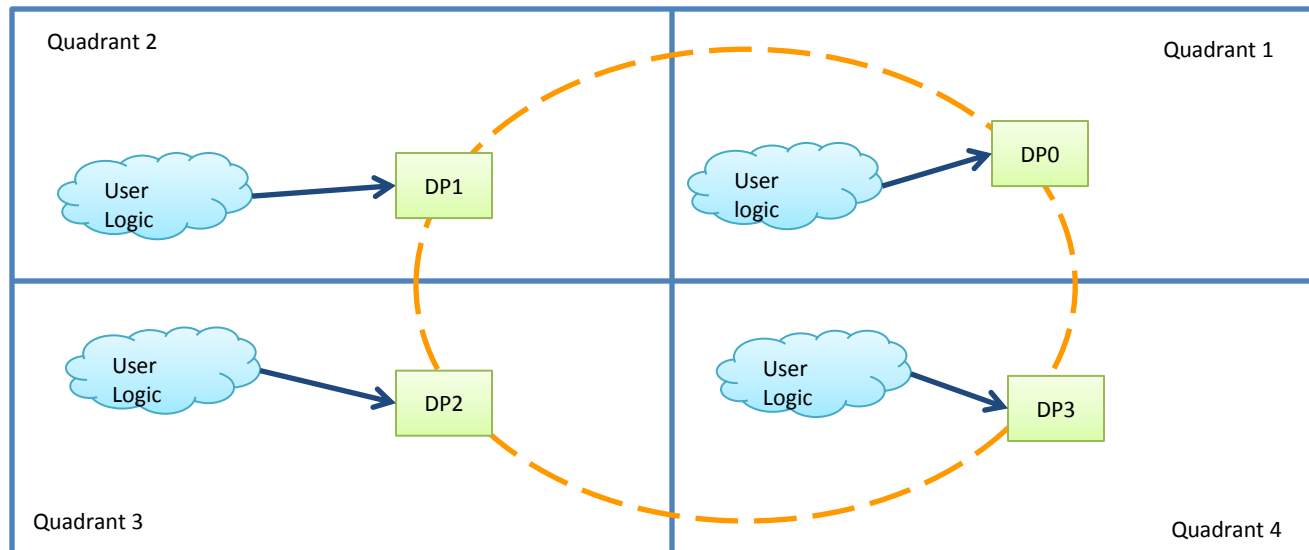 Quadrant 2
Quadrant 1
User
Logic
DP1
User
logic
DP0
User
Logic
DP2
User
Logic
DP3
Quadrant 3
Quadrant 4